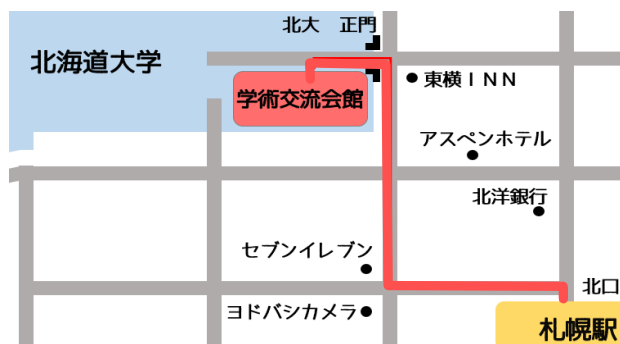 北大　正門
北海道大学
学術交流会館
東横ＩＮＮ
アスペンホテル
北洋銀行
セブンイレブン
北口
ヨドバシカメラ
札幌駅